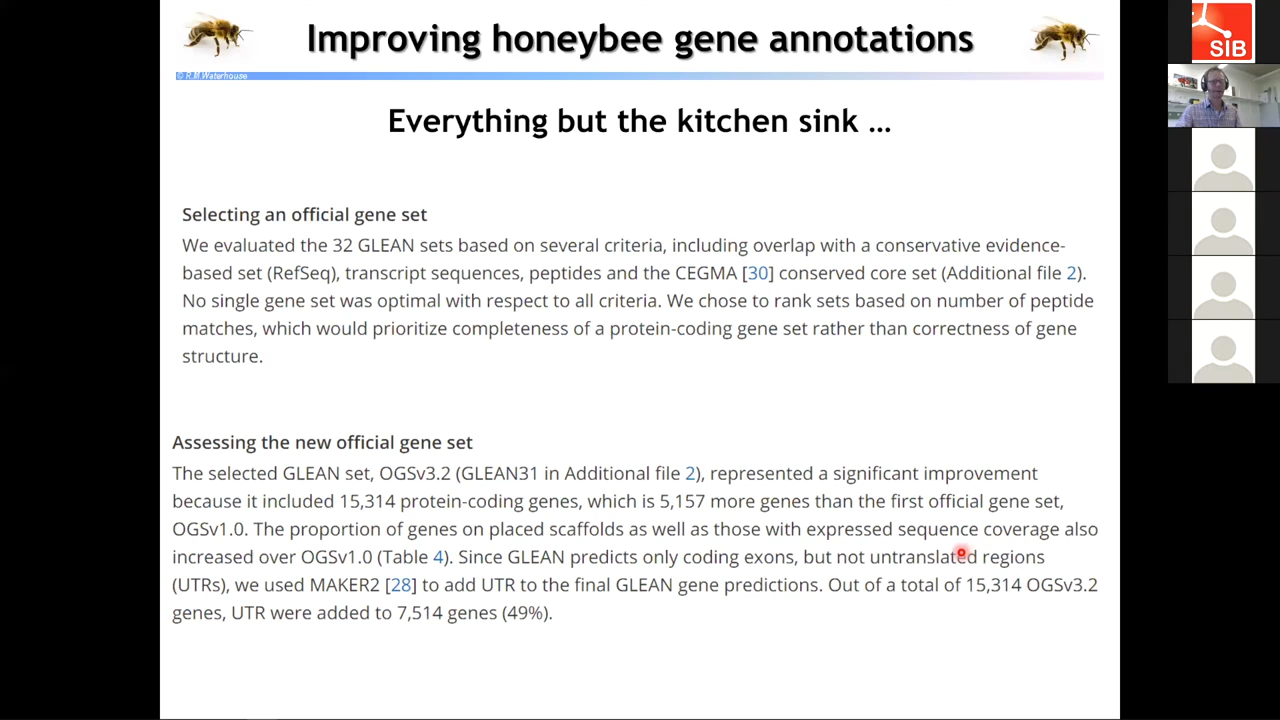 Improving honeybee gene annotations
© R.M.Waterhouse
Everything but the kitchen sink ...
Selecting an official gene set
We evaluated the 32 GLEAN sets based on several criteria, including overlap with a conservative evidence-
based set (RefSeq), transcript sequences, peptides and the CEGMA [30] conserved core set (Additional file 2).
No single gene set was optimal with respect to all criteria. We chose to rank sets based on number of peptide
matches, which would prioritize completeness of a protein-coding gene set rather than correctness of gene
structure.
Assessing the new official gene set
The selected GLEAN set, OGSv3.2 (GLEAN31 in Additional file 2), represented a significant improvement
because it included 15,314 protein-coding genes, which is 5,157 more genes than the first official gene set,
OGSv1.0. The proportion of genes on placed scaffolds as well as those with expressed sequence coverage also
increased over OGSv1.0 (Table 4). Since GLEAN predicts only coding exons, but not untranslated regions
(UTRs), we used MAKER2 [28] to add UTR to the final GLEAN gene predictions. Out of a total of 15,314 OGSv3.2
genes, UTR were added to 7,514 genes (49%).
SIB